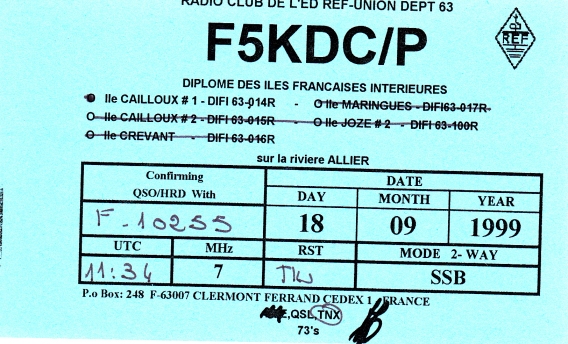 RADIO CLUB DE L'ED REF-UNION DEPT 63
F5KDC/P
REF
DIPLOME DES ILES FRANCAISES INTERIEURES
Ile CAILLOUX # 1 - DIFI 63-014R - O Ile MARINGUES - DIFI63-017R
O Ile CAILLOUX # 2 - DIFI 63-015R - O Ile JOZE # 2 - DIFI 63-100R
O Ile CREVANT - DIFI 63-016R
sur la riviere ALLIER
Confirming QSO/HRD With
DATE
DAY MONTH YEAR
F-10255
18 09 1999
UTC MHz RST MODE 2-WAY
11:34 7 SSB
P.o Box: 248 F-63007 CLERMONT FERRAND CEDEX 1 FRANCE
,QSL,TNX
73's